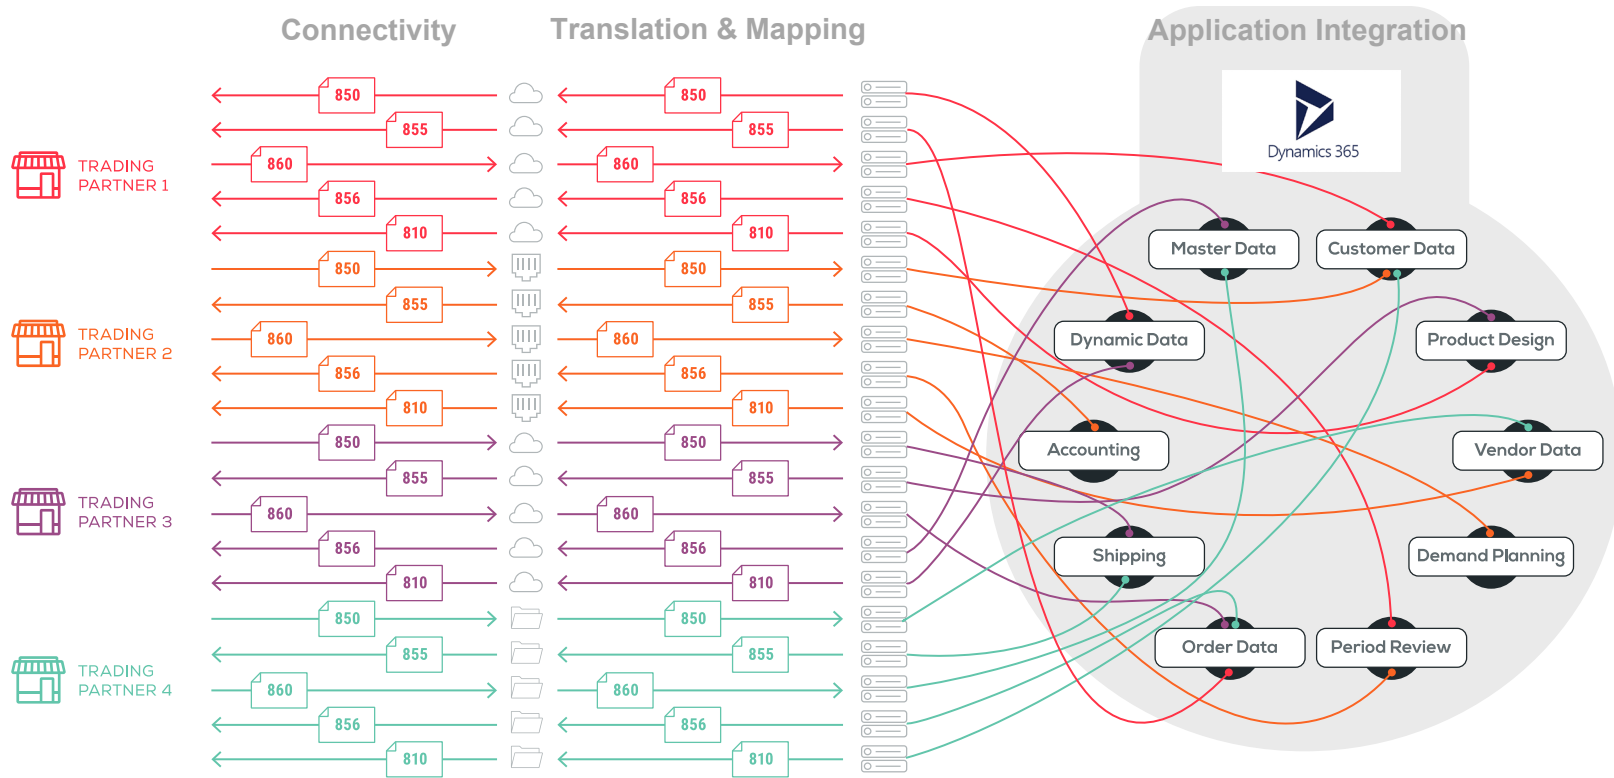 Connectivity
Translation & Mapping
Application Integration
Dynamics 365
TRADING
PARTNER 1
850
850
855
855
860
860
856
856
810
810
TRADING
PARTNER 2
850
850
855
855
860
860
856
856
810
810
TRADING
PARTNER 3
850
850
855
855
860
860
856
856
810
810
TRADING
PARTNER 4
850
850
855
855
860
860
856
856
810
810
Master Data
Customer Data
Dynamic Data
Product Design
Accounting
Vendor Data
Shipping
Demand Planning
Order Data
Period Review